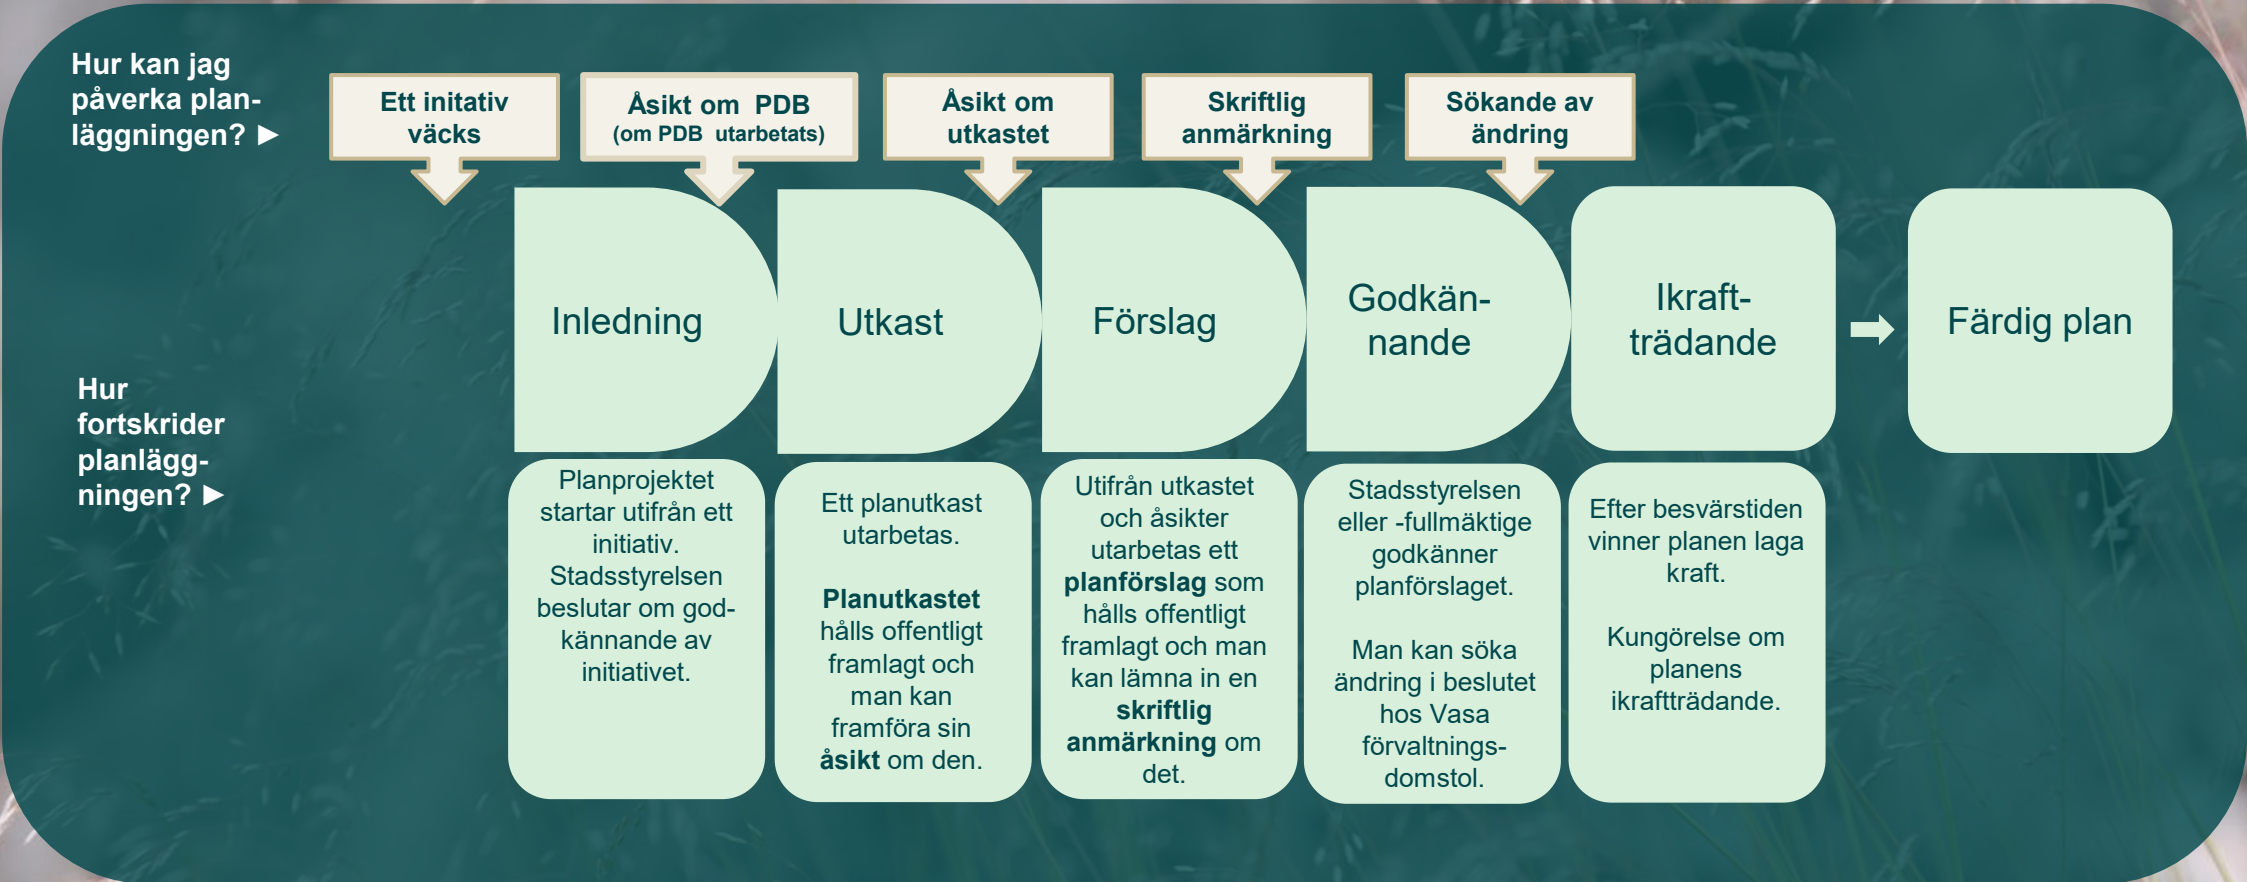 Hur kan jag
påverka plan-
läggningen? ►
Ett initativ
väcks
Åsikt om PDB
(om PDB utarbetats)
Åsikt om
utkastet
Skriftlig
anmärkning
Sökande av
ändring
Inledning
Utkast
Förslag
Godkän-
nande
Ikraft-
trädande
Färdig plan
Hur
fortskrider
planlägg-
ningen? ►
Planprojektet
startar utifrån ett
initiativ.
Stadsstyrelsen
beslutar om god-
kännande av
initiativet.
Ett planutkast
utarbetas.
Planutkastet
hålls offentligt
framlagt och
man kan
framföra sin
åsikt om den.
Utifrån utkastet
och åsikter
utarbetas ett
planförslag som
hålls offentligt
framlagt och man
kan lämna in en
skriftlig
anmärkning om
det.
Stadsstyrelsen
eller -fullmäktige
godkänner
planförslaget.
Man kan söka
ändring i beslutet
hos Vasa
förvaltnings-
domstol.
Efter besvärstiden
vinner planen laga
kraft.
Kungörelse om
planens
ikraftträdande.